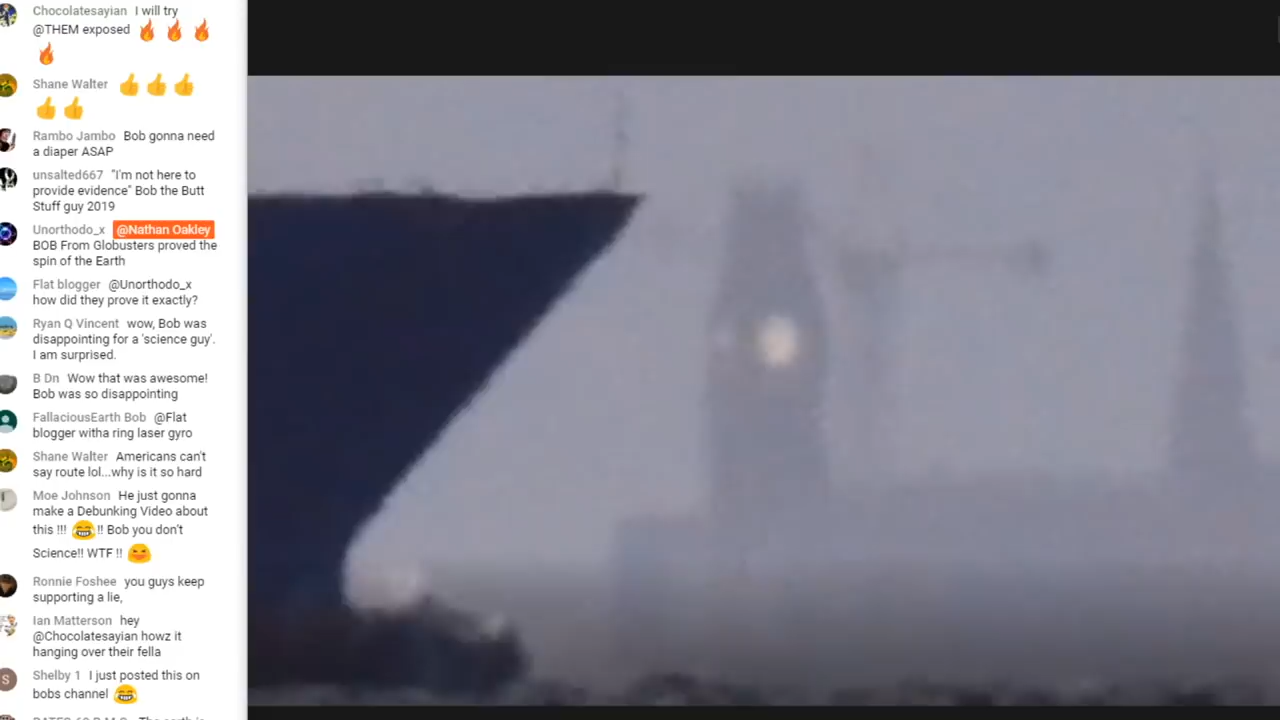 Chocolatesayian I will try
@THEM exposed 🔥 🔥 🔥
🔥
Shane Walter 👍 👍 👍
👍 👍
Rambo Jambo Bob gonna need
a diaper ASAP
unsalted667 "I'm not here to
provide evidence" Bob the Butt
Stuff guy 2019
Unorthodo_x @Nathan Oakley
BOB From Globusters proved the
spin of the Earth
Flat blogger @Unorthodo_x
how did they prove it exactly?
Ryan Q Vincent wow, Bob was
disappointing for a 'science guy'.
I am surprised.
B Dn Wow that was awesome!
Bob was so disappointing
FallaciousEarth Bob @Flat
blogger witha ring laser gyro
Shane Walter Americans can't
say route lol...why is it so hard
Moe Johnson He just gonna
make a Debunking Video about
this !!! 😂 !! Bob you don't
Science!! WTF !! 😆
Ronnie Foshee you guys keep
supporting a lie,
Ian Matterson hey
@Chocolatesayian howz it
hanging over their fella
S
Shelby 1 I just posted this on
bobs channel 😂